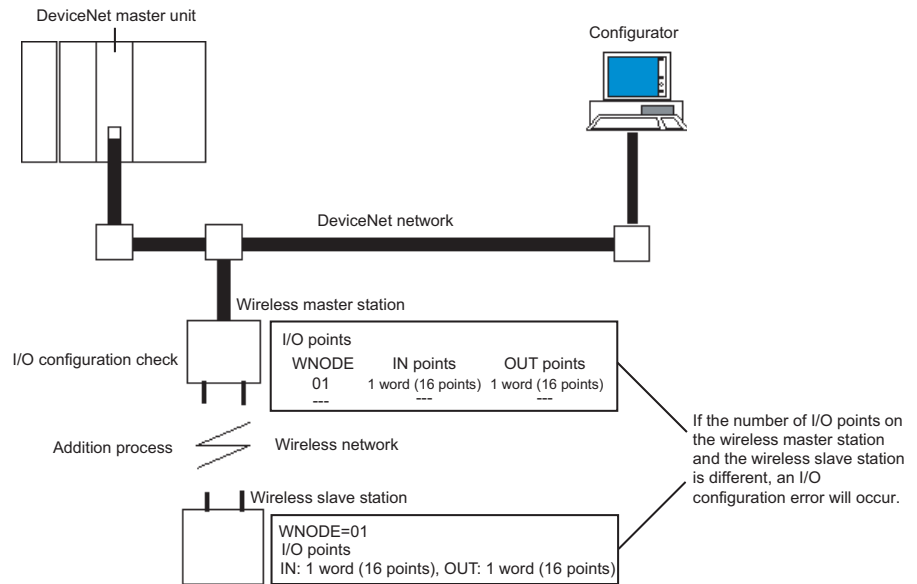 DeviceNet master unit
Configurator
DeviceNet network
Wireless master station
I/O configuration check
I/O points
WNODE IN points OUT points
01 1 word (16 points) 1 word (16 points)
--- --- ---
If the number of I/O points on
the wireless master station
and the wireless slave station
is different, an I/O
configuration error will occur.
Addition process
Wireless network
Wireless slave station
WNODE=01
I/O points
IN: 1 word (16 points), OUT: 1 word (16 points)